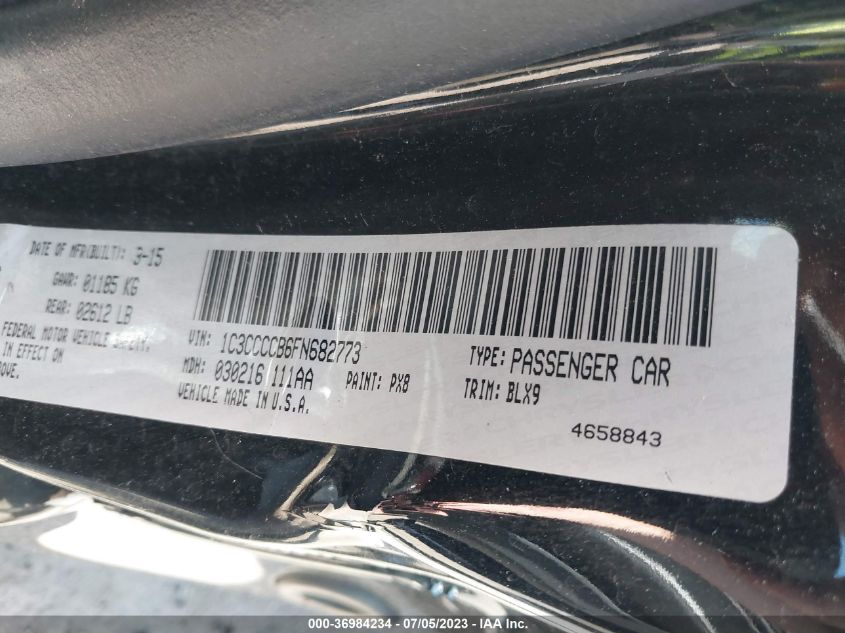 DATE OF MFR(BUILT): 3-15
GAWR: 01185 KG
REAR: 02612 LB
FEDERAL MOTOR VEHICLE SAFETY.
IN EFFECT ON
OVE.
VIN: 1C3CCCCB6FN682773
TYPE: PASSENGER CAR
MDH: 030216 111AA
PAINT: PX8
TRIM: BLX9
VEHICLE MADE IN U.S.A.
4658843
000-36984234 - 07/05/2023 - IAA Inc.